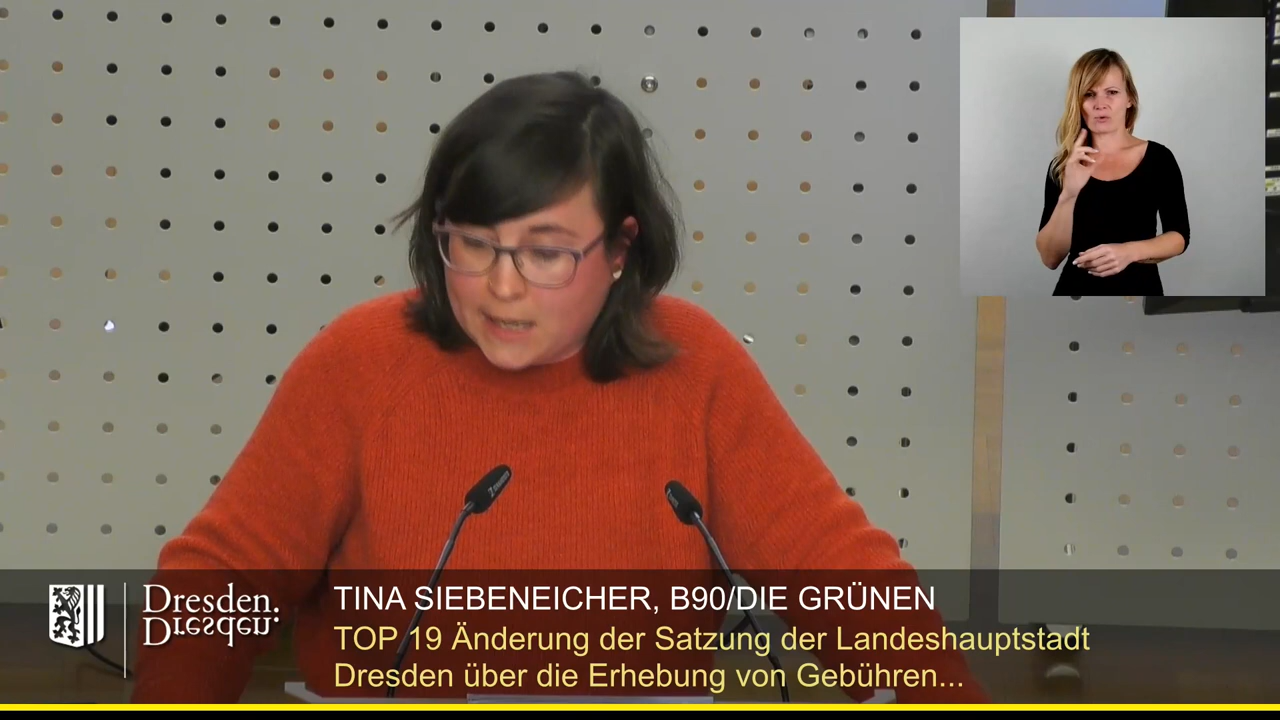 Dresden.
Dresden.
TINA SIEBENEICHER, B90/DIE GRÜNEN
TOP 19 Änderung der Satzung der Landeshauptstadt
Dresden über die Erhebung von Gebühren...